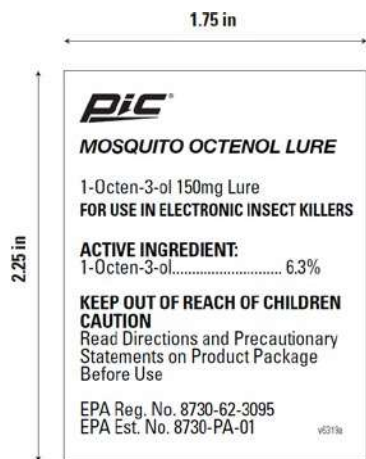 1.75 in
2.25 in
PiC®
MOSQUITO OCTENOL LURE
1-Octen-3-ol 150mg Lure
FOR USE IN ELECTRONIC INSECT KILLERS
ACTIVE INGREDIENT:
1-Octen-3-ol............................. 6.3%
KEEP OUT OF REACH OF CHILDREN
CAUTION
Read Directions and Precautionary
Statements on Product Package
Before Use
EPA Reg. No. 8730-62-3095
EPA Est. No. 8730-PA-01
v6319a